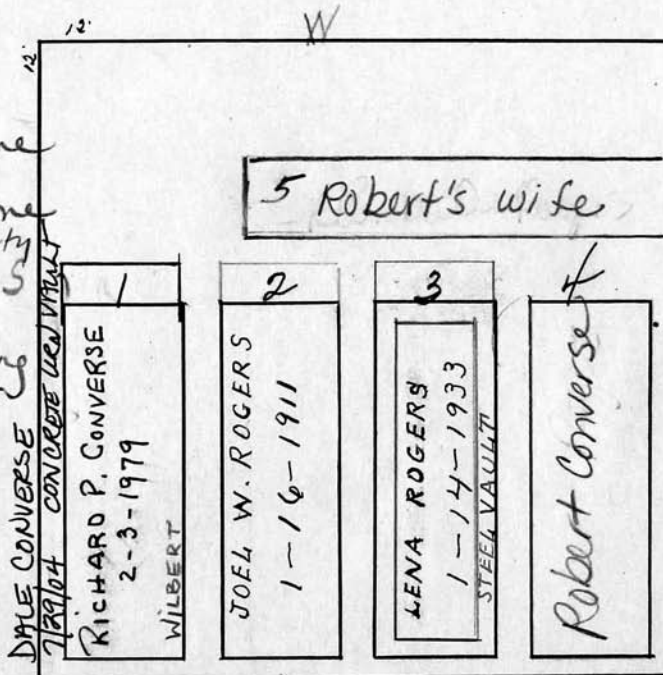 12'
12'
W
5 Robert's wife
1
2
3
4
RICHARD P. CONVERSE
2-3-1979
WILBERT
JOEL W. ROGERS
1-16-1911
LENA ROGERS
1-14-1933
STEEL VAULT
Robert Converse
DALE CONVERSE
7/29/04 CONCRETE URN VAULT